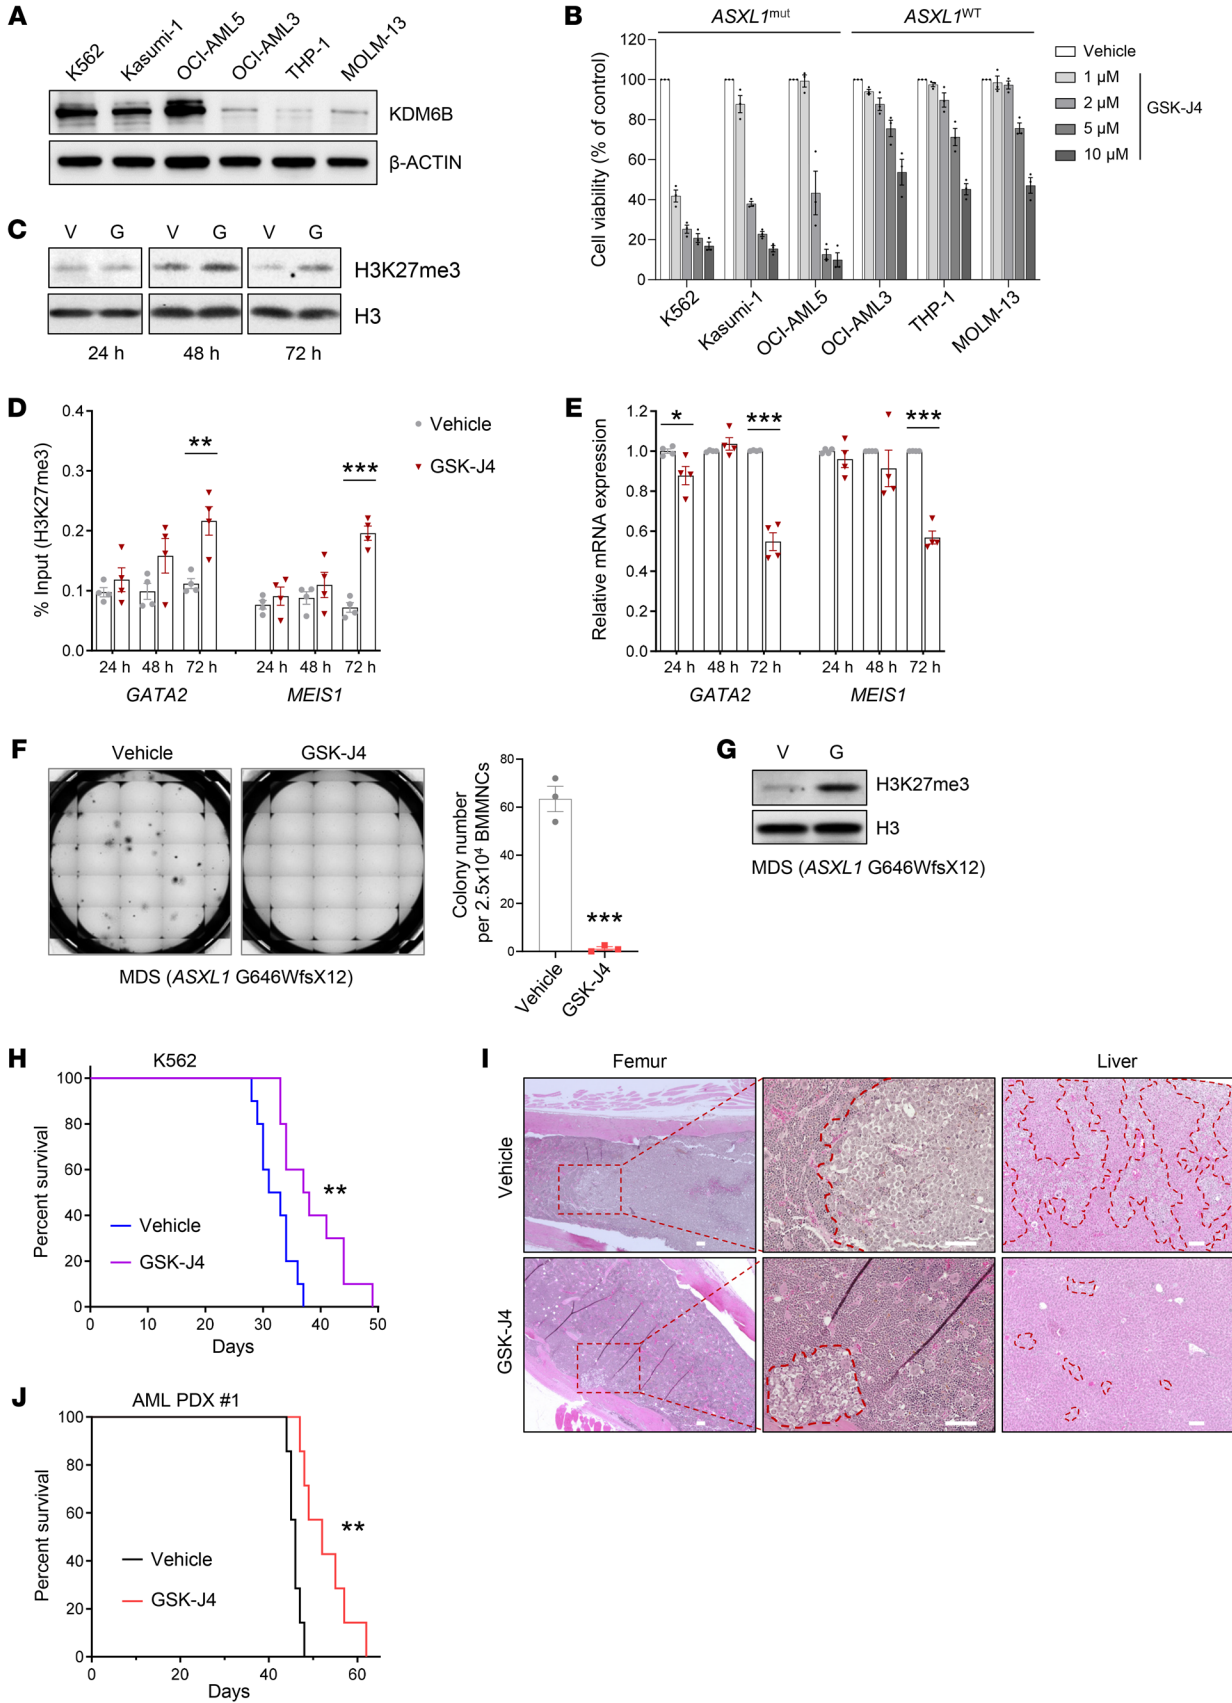 A
K562
Kasumi-1
OCI-AML5
OCI-AML3
THP-1
MOLM-13
KDM6B
β-ACTIN
B
ASXL1mut
ASXL1WT
Cell viability (% of control)
120
100
80
60
40
20
0
K562
Kasumi-1
OCI-AML5
OCI-AML3
THP-1
MOLM-13
Vehicle
1 µM
2 µM
5 µM
10 µM
GSK-J4
C
V G V G V G
H3K27me3
H3
24 h 48 h 72 h
D
% Input (H3K27me3)
0.4
0.3
0.2
0.1
0.0
**
***
24 h 48 h 72 h 24 h 48 h 72 h
GATA2 MEIS1
Vehicle
GSK-J4
E
Relative mRNA expression
1.2
1.0
0.8
0.6
0.4
0.2
0.0
*
***
***
24 h 48 h 72 h 24 h 48 h 72 h
GATA2 MEIS1
F
Vehicle GSK-J4
MDS (ASXL1 G646WfsX12)
Colony number
per 2.5x10⁴ BMMNCs
80
60
40
20
0
***
Vehicle
GSK-J4
G
V G
H3K27me3
H3
MDS (ASXL1 G646WfsX12)
H
K562
Percent survival
100
80
60
40
20
0
**
Vehicle
GSK-J4
0 10 20 30 40 50
Days
I
Femur Liver
Vehicle
GSK-J4
J
AML PDX #1
Percent survival
100
80
60
40
20
0
**
Vehicle
GSK-J4
0 20 40 60
Days